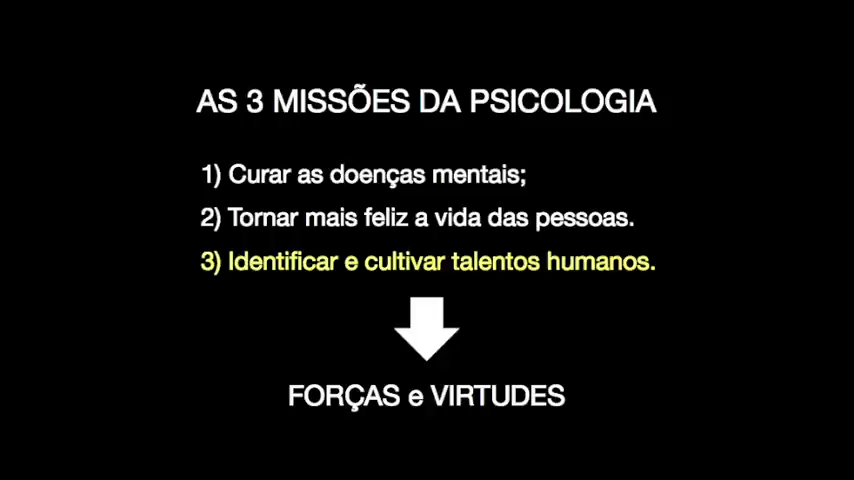 AS 3 MISSÕES DA PSICOLOGIA
1) Curar as doenças mentais;
2) Tornar mais feliz a vida das pessoas.
3) Identificar e cultivar talentos humanos.
FORÇAS e VIRTUDES